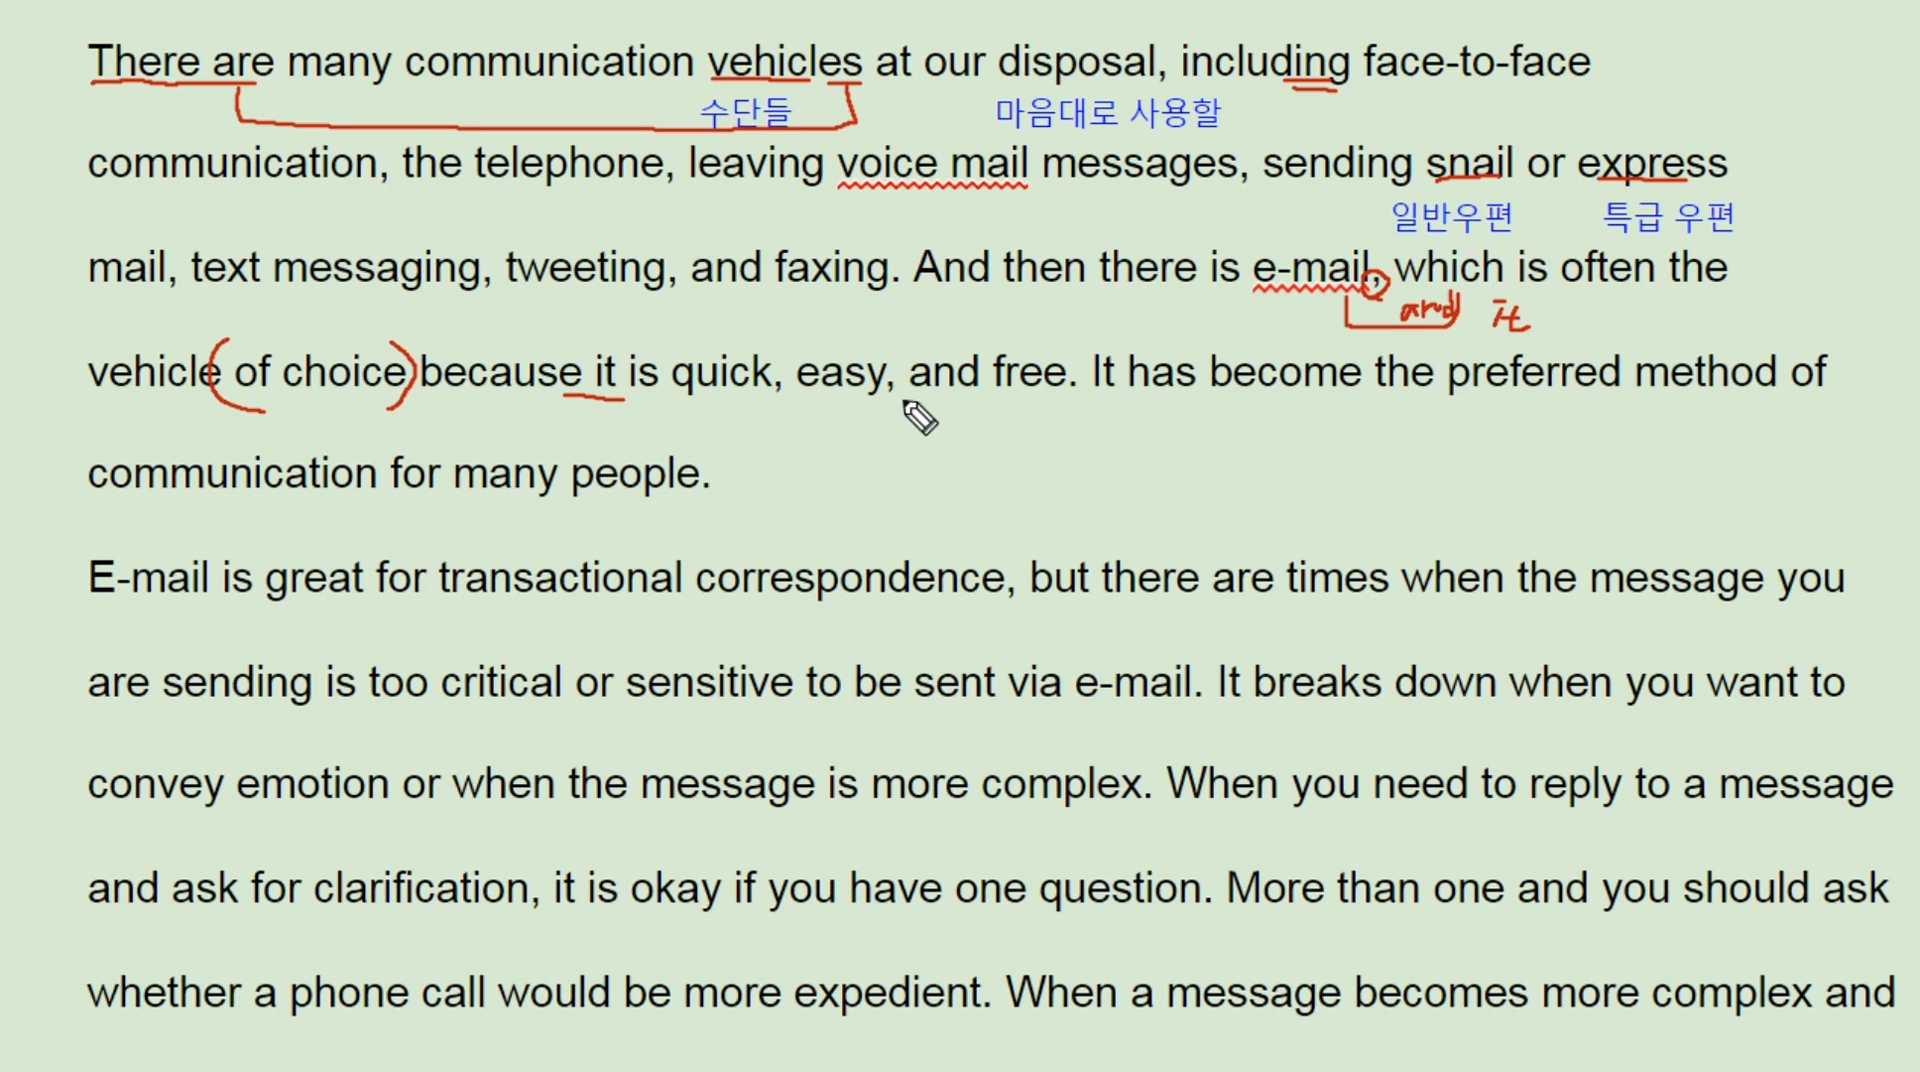 There are many communication vehicles at our disposal, including face-to-face
수단들 마음대로 사용할
communication, the telephone, leaving voice mail messages, sending snail or express
일반우편 특급 우편
mail, text messaging, tweeting, and faxing. And then there is e-mail, which is often the
and it
vehicle of choice because it is quick, easy, and free. It has become the preferred method of
communication for many people.
E-mail is great for transactional correspondence, but there are times when the message you
are sending is too critical or sensitive to be sent via e-mail. It breaks down when you want to
convey emotion or when the message is more complex. When you need to reply to a message
and ask for clarification, it is okay if you have one question. More than one and you should ask
whether a phone call would be more expedient. When a message becomes more complex and